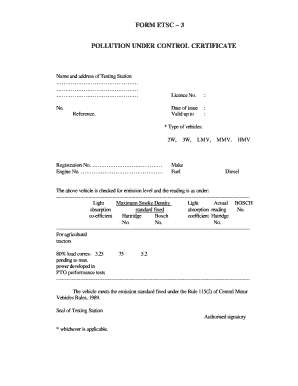 FORM ETSC – 3
POLLUTION UNDER CONTROL CERTIFICATE
Name and address of Testing Station
Licence No. :
No. Date of issue :
Reference. Valid up to :
* Type of vehicles:
2W, 3W, LMV, MMV, HMV
Registration No. Make
Engine No. Fuel Diesel
The above vehicle is checked for emission level and the reading is as under:
Light Maximum Smoke Density Light Actual BOSCH
absorption standard fixed absorption reading No.
co-efficient Hartridge Bosch coefficient Hatridge
No. No. No.
For agricultural
tractors
80% load corres- 3.25 75 5.2
ponding to max.
power developed in
PTO performance tests
The vehicle meets the emission standard fixed under the Rule 115(2) of Central Motor
Vehicles Rules, 1989.
Seal of Testing Station
Authorised signatory
* whichever is applicable.